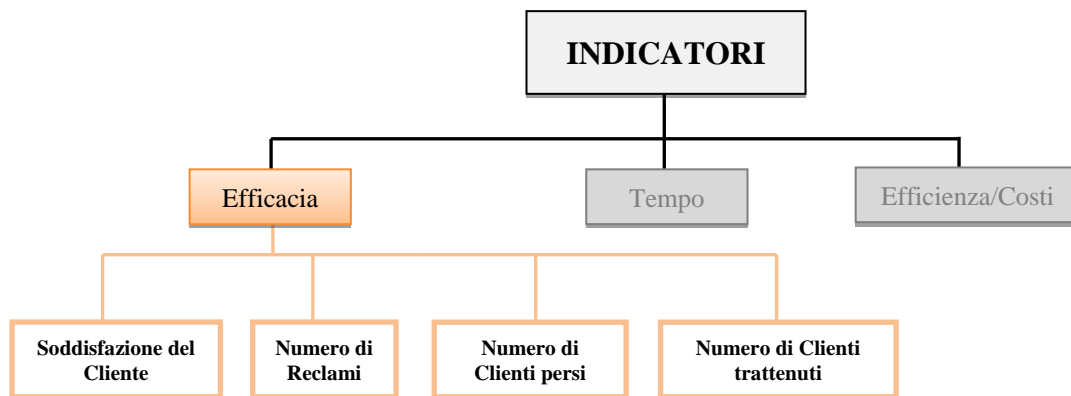 INDICATORI
Efficacia
Tempo
Efficienza/Costi
Soddisfazione del
Cliente
Numero di
Reclami
Numero di
Clienti persi
Numero di Clienti
trattenuti